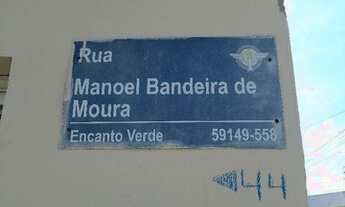 Rua
Manoel Bandeira de
Moura
Encanto Verde 59149-558
44